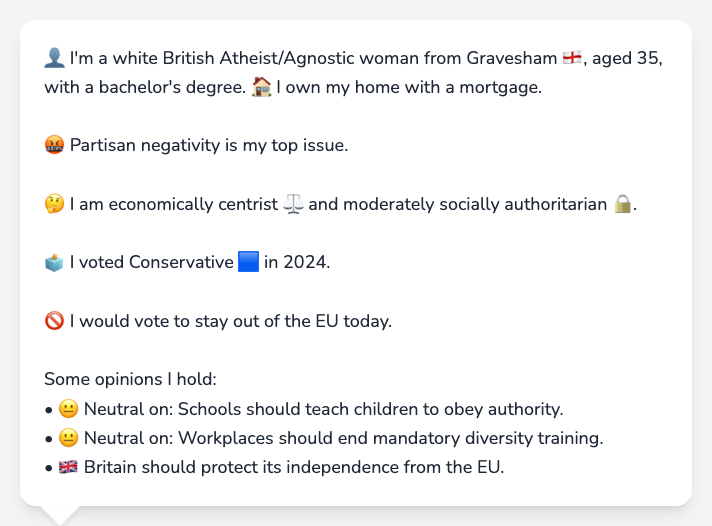 👤 I'm a white British Atheist/Agnostic woman from Gravesham 🏴󠁧󠁢󠁥󠁮󠁧󠁿, aged 35,
with a bachelor's degree. 🏠 I own my home with a mortgage.
🤬 Partisan negativity is my top issue.
🤔 I am economically centrist ⚖️ and moderately socially authoritarian 🔒.
🗳️ I voted Conservative 🟦 in 2024.
🚫 I would vote to stay out of the EU today.
Some opinions I hold:
• 😐 Neutral on: Schools should teach children to obey authority.
• 😐 Neutral on: Workplaces should end mandatory diversity training.
• 🇬🇧 Britain should protect its independence from the EU.